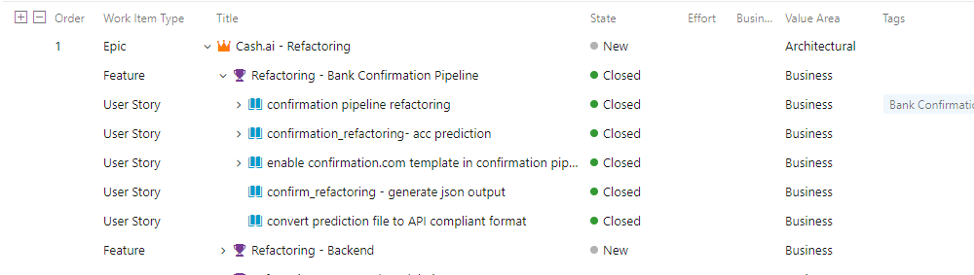 Order Work Item Type Title State Effort Busin... Value Area Tags
1 Epic Cash.ai - Refactoring New Architectural
Feature Refactoring - Bank Confirmation Pipeline Closed Business
User Story confirmation pipeline refactoring Closed Business Bank Confirmatio
User Story confirmation_refactoring- acc prediction Closed Business
User Story enable confirmation.com template in confirmation pip... Closed Business
User Story confirm_refactoring - generate json output Closed Business
User Story convert prediction file to API compliant format Closed Business
Feature Refactoring - Backend New Business